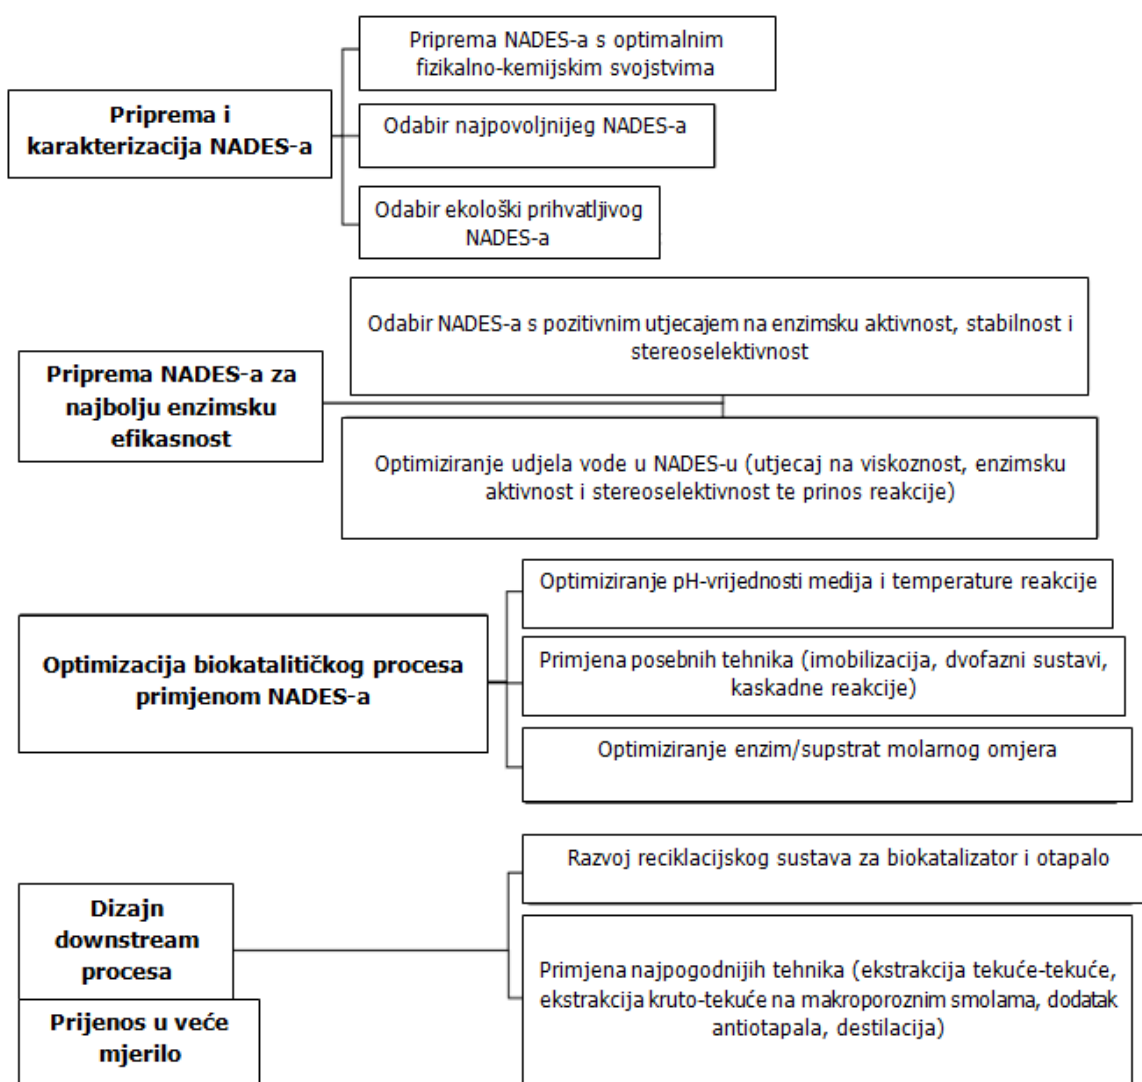 Priprema i
karakterizacija NADES-a
Priprema NADES-a s optimalnim
fizikalno-kemijskim svojstvima
Odabir najpovoljnijeg NADES-a
Odabir ekološki prihvatljivog
NADES-a
Priprema NADES-a za
najbolju enzimsku
efikasnost
Odabir NADES-a s pozitivnim utjecajem na enzimsku aktivnost, stabilnost i
stereoselektivnost
Optimiziranje udjela vode u NADES-u (utjecaj na viskoznost, enzimsku
aktivnost i stereoselektivnost te prinos reakcije)
Optimizacija biokatalitičkog procesa
primjenom NADES-a
Optimiziranje pH-vrijednosti medija i temperature reakcije
Primjena posebnih tehnika (imobilizacija, dvofazni sustavi,
kaskadne reakcije)
Optimiziranje enzim/supstrat molarnog omjera
Dizajn
downstream
procesa
Razvoj reciklacijskog sustava za biokatalizator i otapalo
Primjena najpogodnijih tehnika (ekstrakcija tekuće-tekuće,
ekstrakcija kruto-tekuće na makroporoznim smolama, dodatak
antiotapala, destilacija)
Prijenos u veće
mjerilo